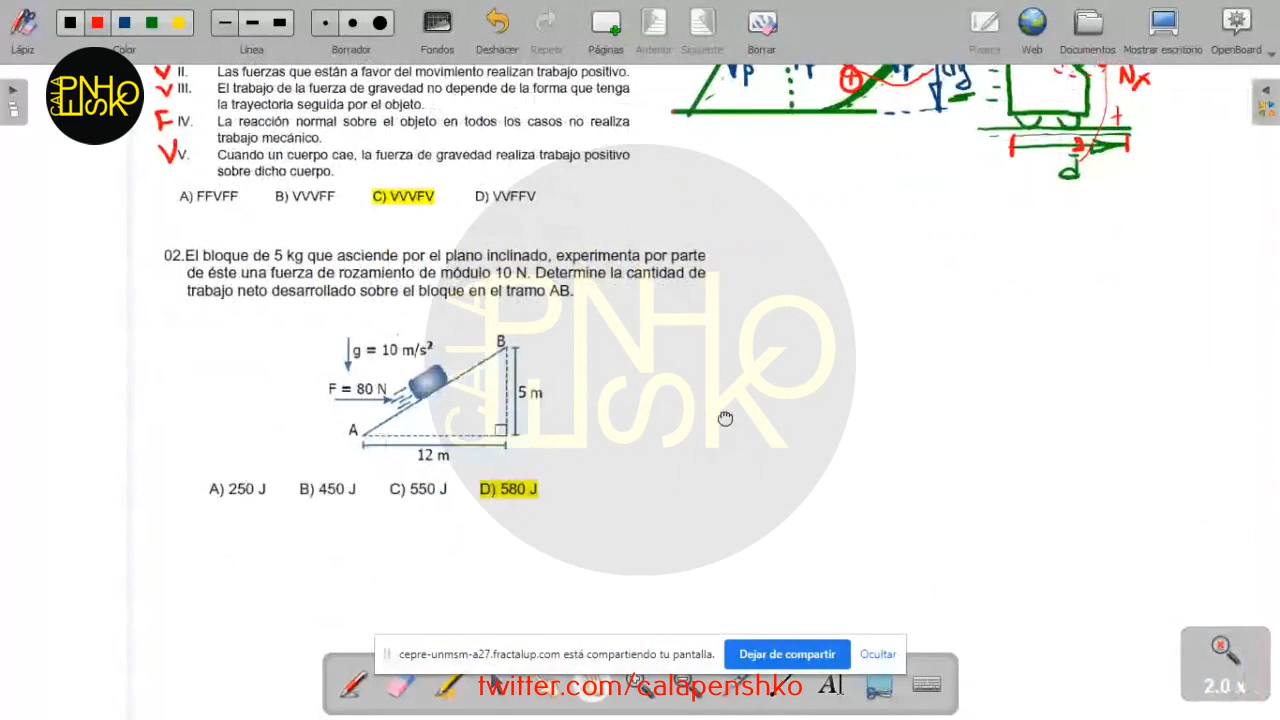 Lápiz
Color
Línea
Borrador
Fondos
Deshacer
Repetir
Páginas
Anterior
Siguiente
Borrar
Pizarra
Web
Documentos
Mostrar escritorio
OpenBoard
CALA
PENSHKO
V II. Las fuerzas que están a favor del movimiento realizan trabajo positivo.
V III. El trabajo de la fuerza de gravedad no depende de la forma que tenga
la trayectoria seguida por el objeto.
F IV. La reacción normal sobre el objeto en todos los casos no realiza
trabajo mecánico.
V V. Cuando un cuerpo cae, la fuerza de gravedad realiza trabajo positivo
sobre dicho cuerpo.
A) FFVFF B) VVVFF C) VVVFV D) VVFFV
Nx
+
d
02.El bloque de 5 kg que asciende por el plano inclinado, experimenta por parte
de éste una fuerza de rozamiento de módulo 10 N. Determine la cantidad de
trabajo neto desarrollado sobre el bloque en el tramo AB.
g = 10 m/s²
B
F = 80 N
5 m
A
12 m
A) 250 J B) 450 J C) 550 J D) 580 J
CALA
PENSHKO
cepre-unmsm-a27.fractalup.com está compartiendo tu pantalla.
Dejar de compartir
Ocultar
twitter.com/calapenshko
2.0 x